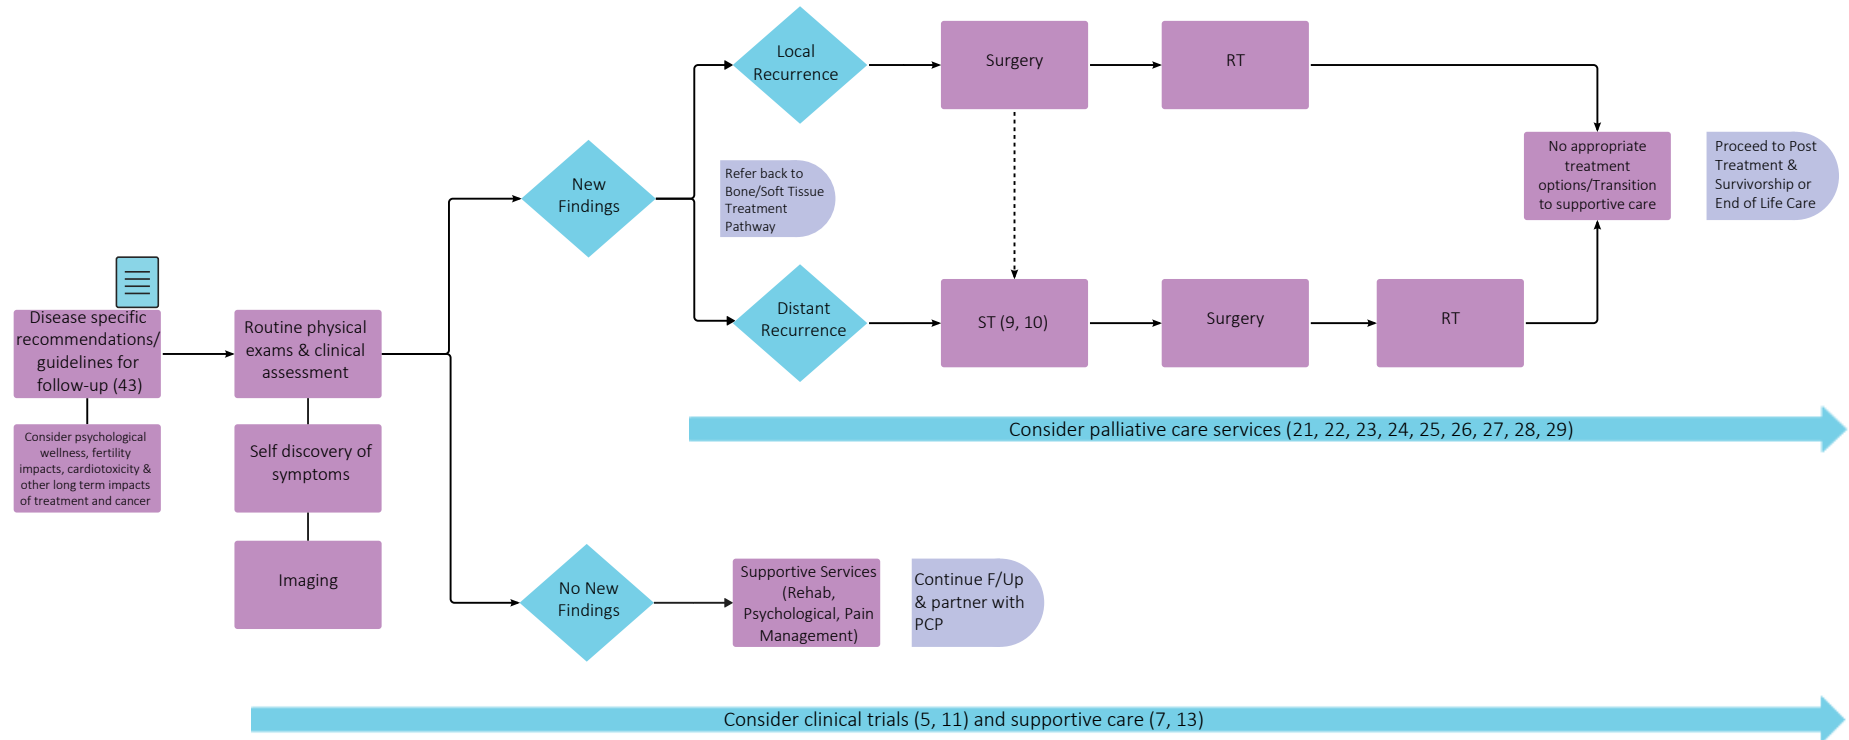 Disease specific
recommendations/
guidelines for
follow-up (43)
Consider psychological
wellness, fertility
impacts, cardiotoxicity &
other long term impacts
of treatment and cancer
Routine physical
exams & clinical
assessment
Self discovery of
symptoms
Imaging
New
Findings
Local
Recurrence
Surgery
RT
Refer back to
Bone/Soft Tissue
Treatment
Pathway
Distant
Recurrence
ST (9, 10)
Surgery
RT
No appropriate
treatment
options/Transition
to supportive care
Proceed to Post
Treatment &
Survivorship or
End of Life Care
Consider palliative care services (21, 22, 23, 24, 25, 26, 27, 28, 29)
No New
Findings
Supportive Services
(Rehab,
Psychological, Pain
Management)
Continue F/Up
& partner with
PCP
Consider clinical trials (5, 11) and supportive care (7, 13)